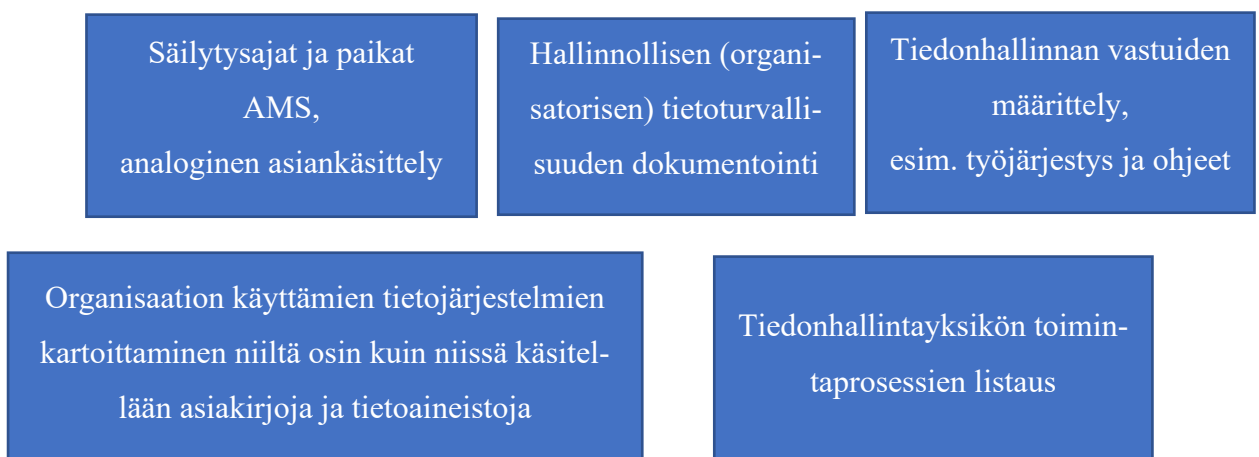 Säilytysajat ja paikat
AMS,
analoginen asiankäsittely
Hallinnollisen (organi-
satorisen) tietoturvalli-
suuden dokumentointi
Tiedonhallinnan vastuiden
määrittely,
esim. työjärjestys ja ohjeet
Organisaation käyttämien tietojärjestelmien
kartoittaminen niiltä osin kuin niissä käsitel-
lään asiakirjoja ja tietoaineistoja
Tiedonhallintayksikön toimin-
taprosessien listaus